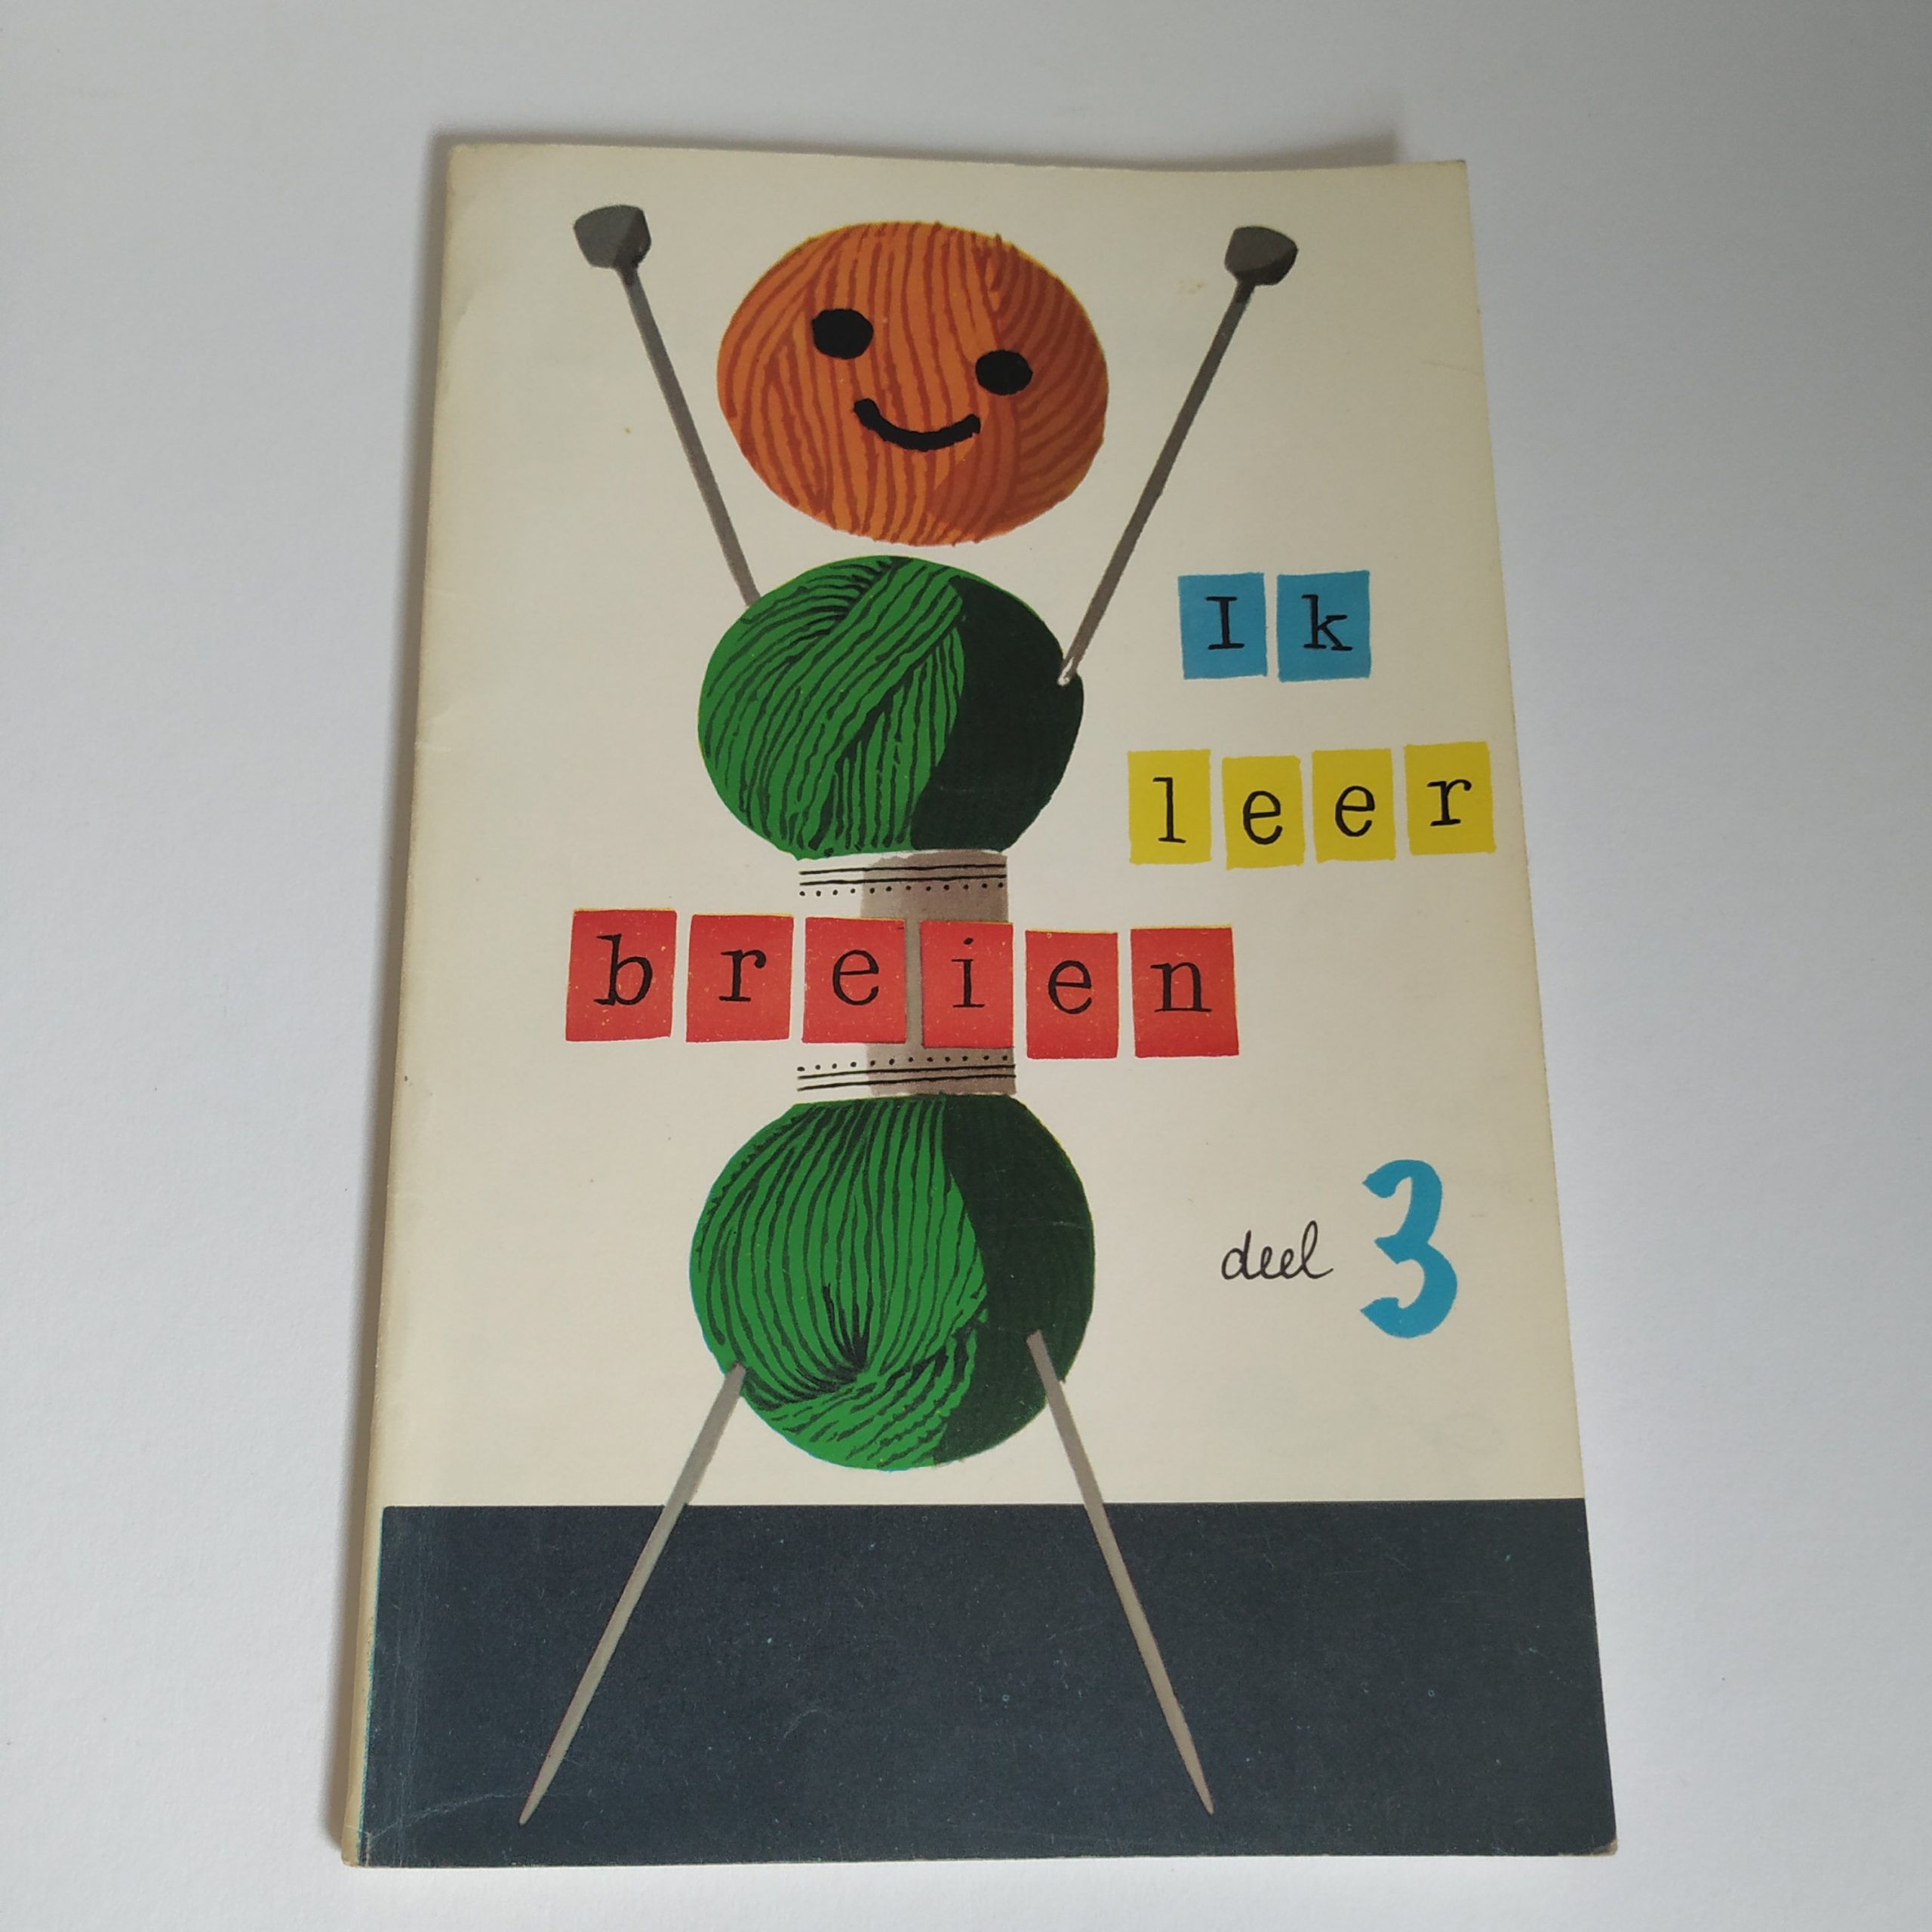 Ik
leer
breien
deel 3